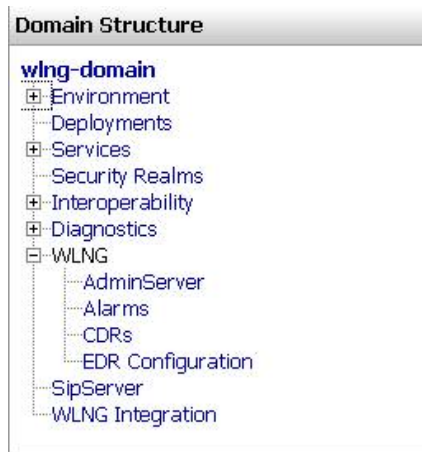 Domain Structure
wlng-domain
Environment
Deployments
Services
Security Realms
Interoperability
Diagnostics
WLNG
AdminServer
Alarms
CDRs
EDR Configuration
SipServer
WLNG Integration